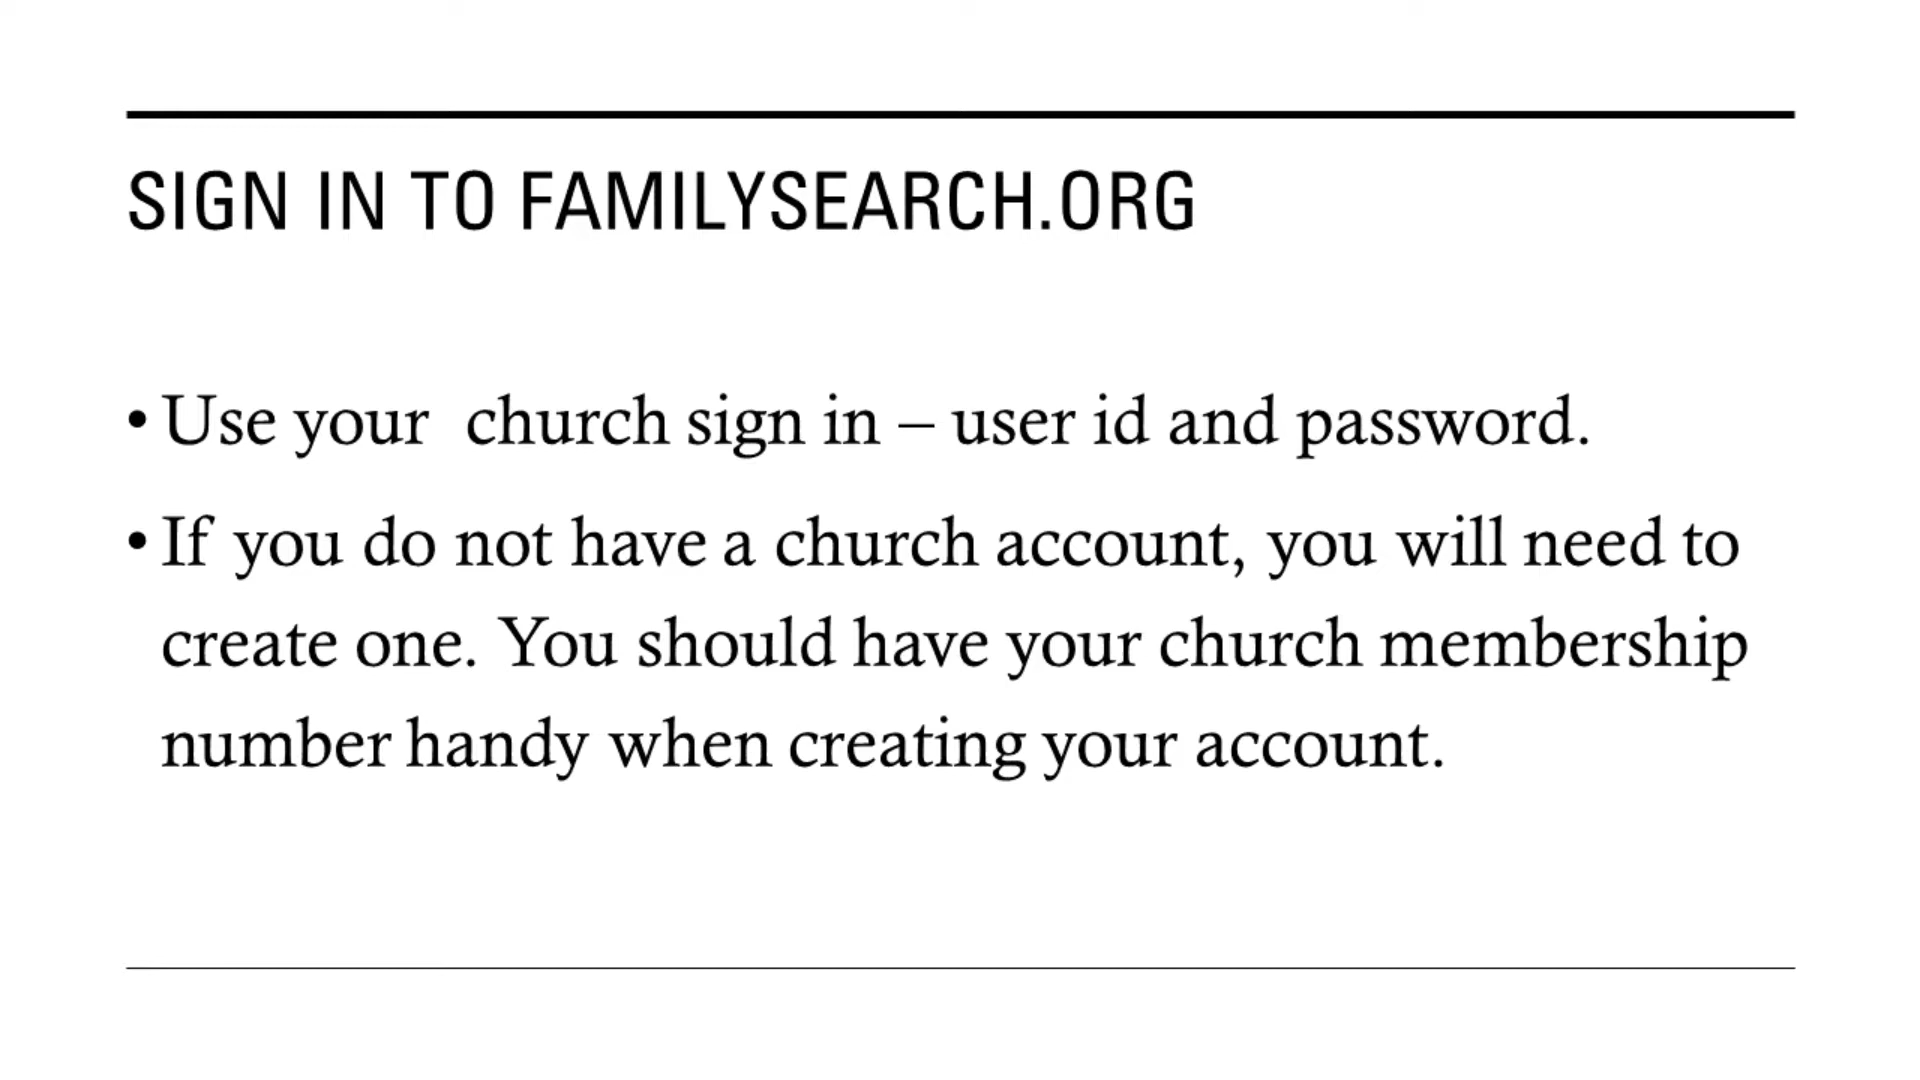 SIGN IN TO FAMILYSEARCH.ORG
• Use your  church sign in – user id and password.
• If you do not have a church account, you will need to
create one. You should have your church membership
number handy when creating your account.